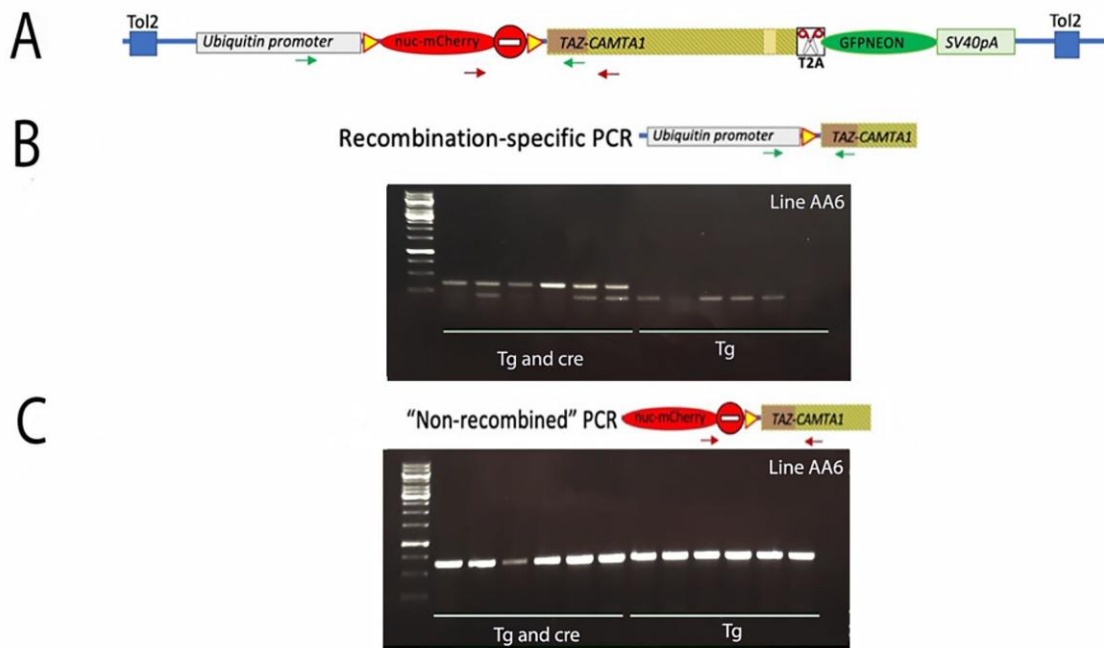 A
Tol2
Ubiquitin promoter
nuc-mCherry
TAZ-CAMTA1
T2A
GFPNEON
SV40pA
Tol2
B
Recombination-specific PCR
Ubiquitin promoter
TAZ-CAMTA1
Line AA6
Tg and cre
Tg
C
"Non-recombined" PCR
nuc-mCherry
TAZ-CAMTA1
Line AA6
Tg and cre
Tg